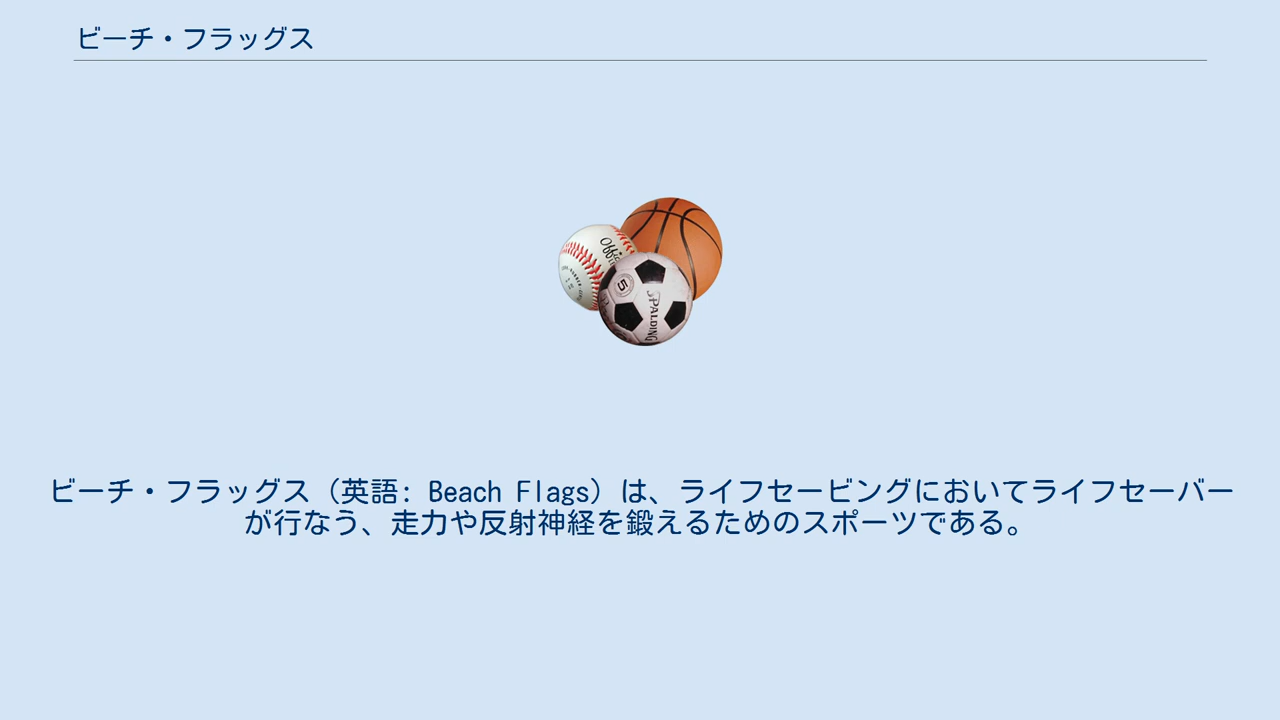 ビーチ・フラッグス
Offic
5
SPALDING
ビーチ・フラッグス（英語: Beach Flags）は、ライフセービングにおいてライフセーバー
が行なう、走力や反射神経を鍛えるためのスポーツである。